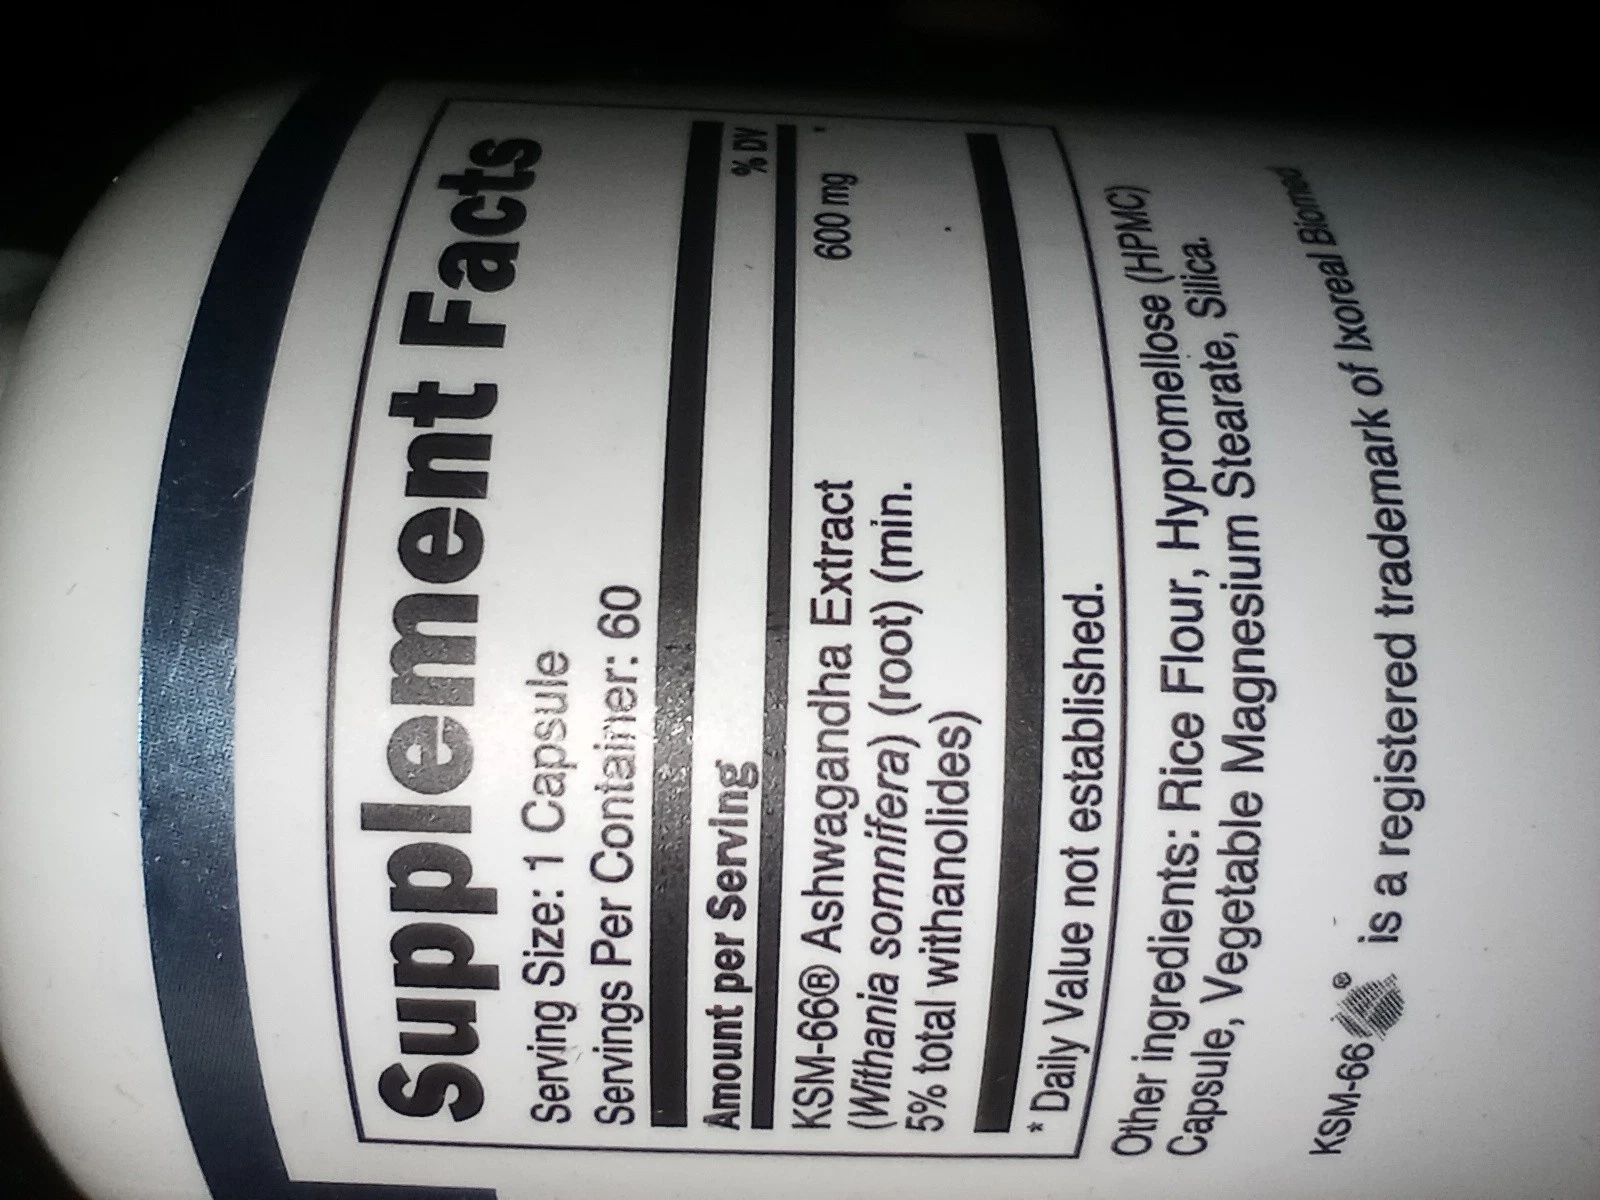 Supplement Facts
Serving Size: 1 Capsule
Servings Per Container: 60
% DV
Amount per Serving
KSM-66® Ashwagandha Extract 600 mg *
(Withania somnifera) (root) (min.
5% total withanolides)
* Daily Value not established.
Other ingredients: Rice Flour, Hypromellose (HPMC)
Capsule, Vegetable Magnesium Stearate, Silica.
KSM-66® is a registered trademark of Ixoreal Biomed